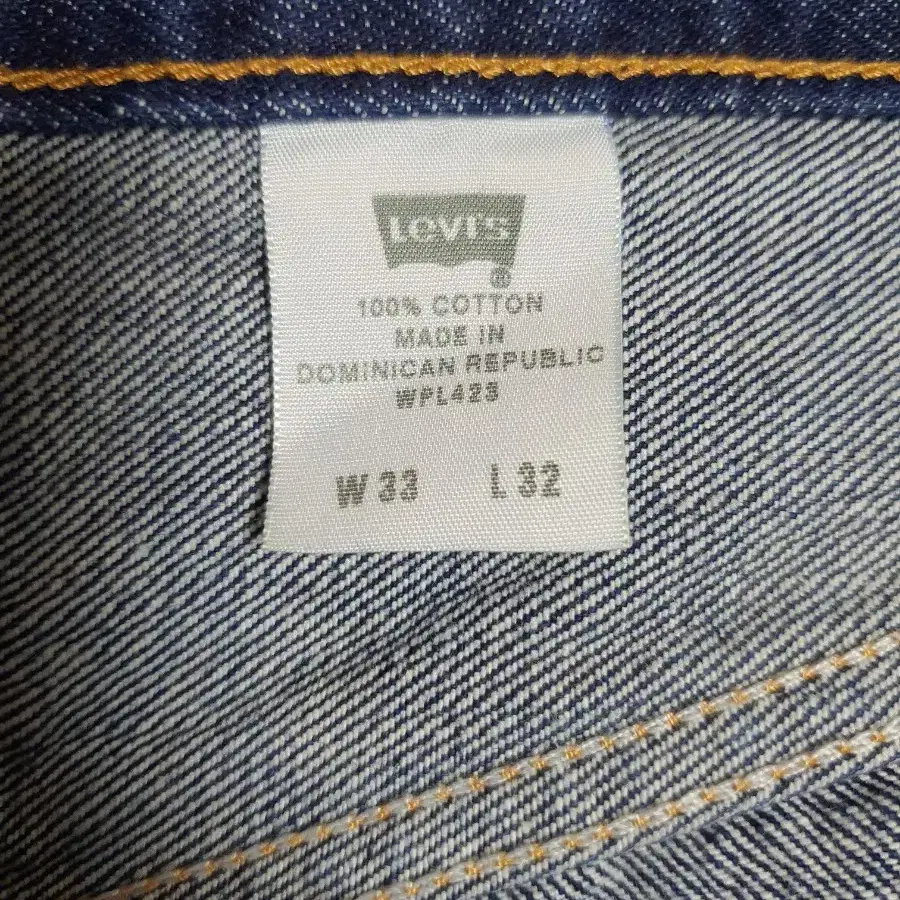 Levi's
®
100% COTTON
MADE IN
DOMINICAN REPUBLIC
WPL423
W 33 L 32